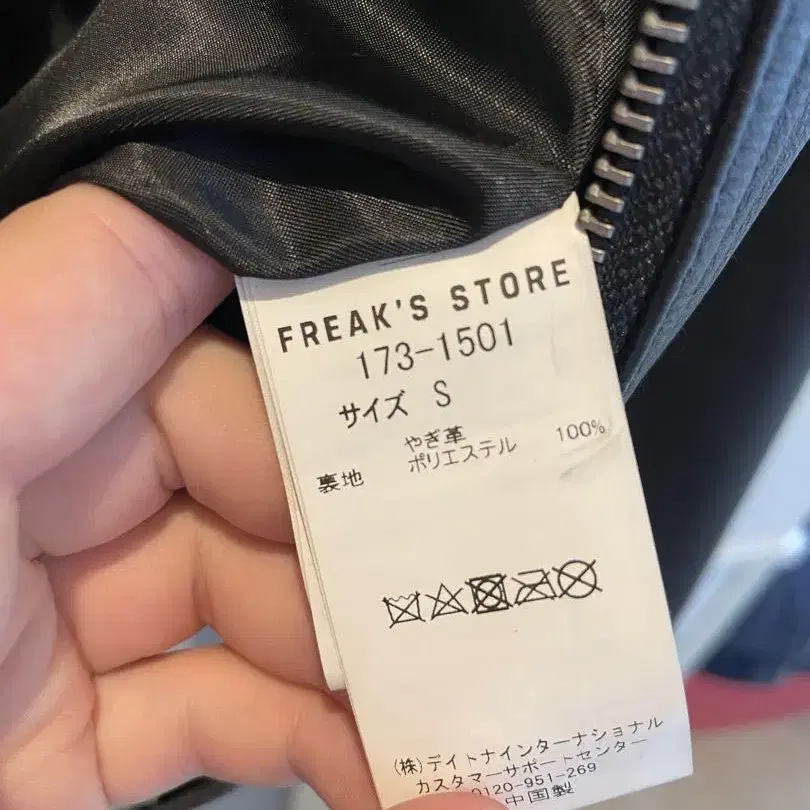 FREAK'S STORE
173-1501
サイズ S
やぎ革
裏地 ポリエステル 100%
(株)デイトナインターナショナル
カスタマーサポートセンター
0120-951-269
中国製